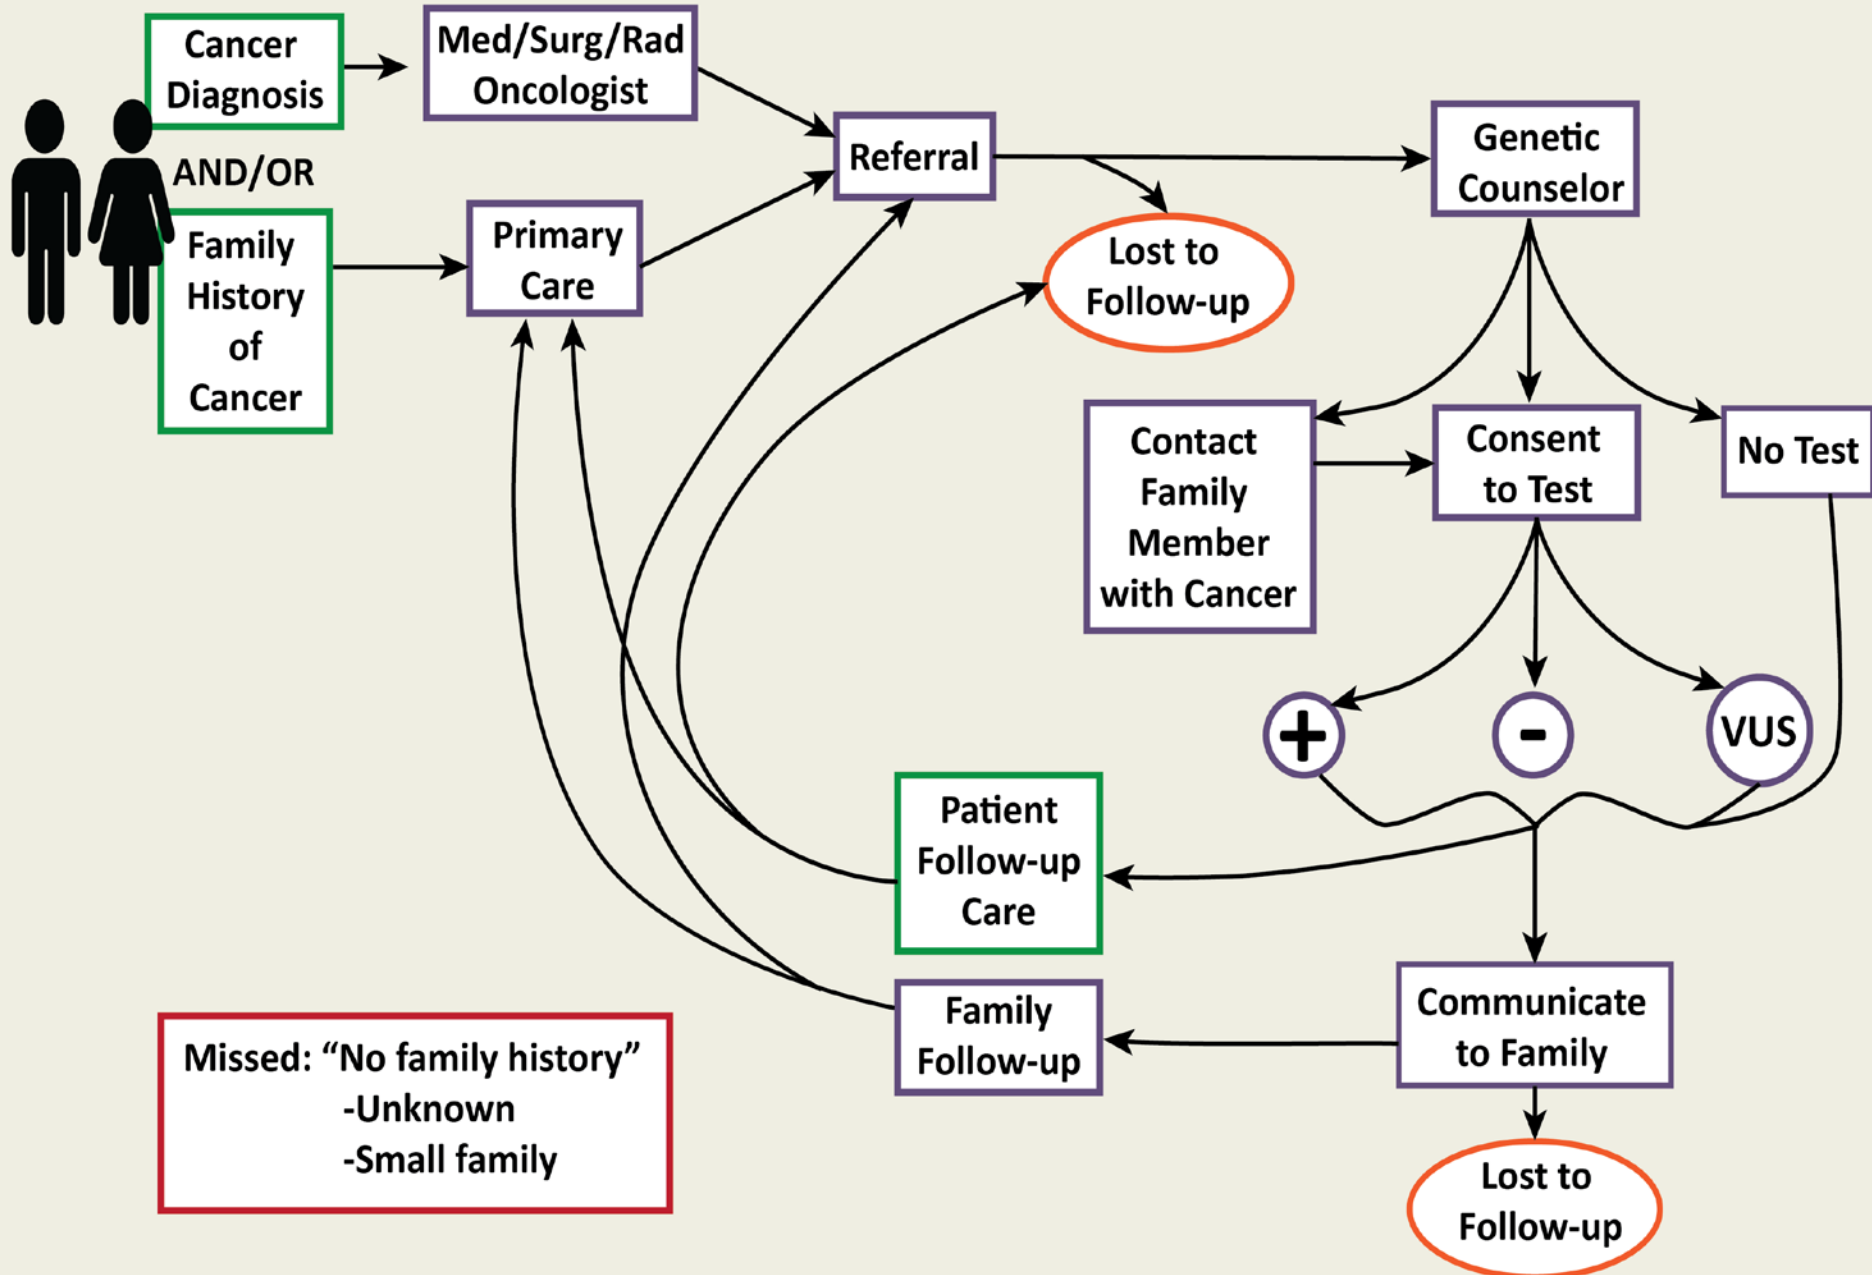 Cancer
Diagnosis
Med/Surg/Rad
Oncologist
AND/OR
Family
History
of
Cancer
Primary
Care
Referral
Lost to
Follow-up
Genetic
Counselor
Contact
Family
Member
with Cancer
Consent
to Test
No Test
+
-
VUS
Patient
Follow-up
Care
Family
Follow-up
Communicate
to Family
Lost to
Follow-up
Missed: “No family history”
-Unknown
-Small family